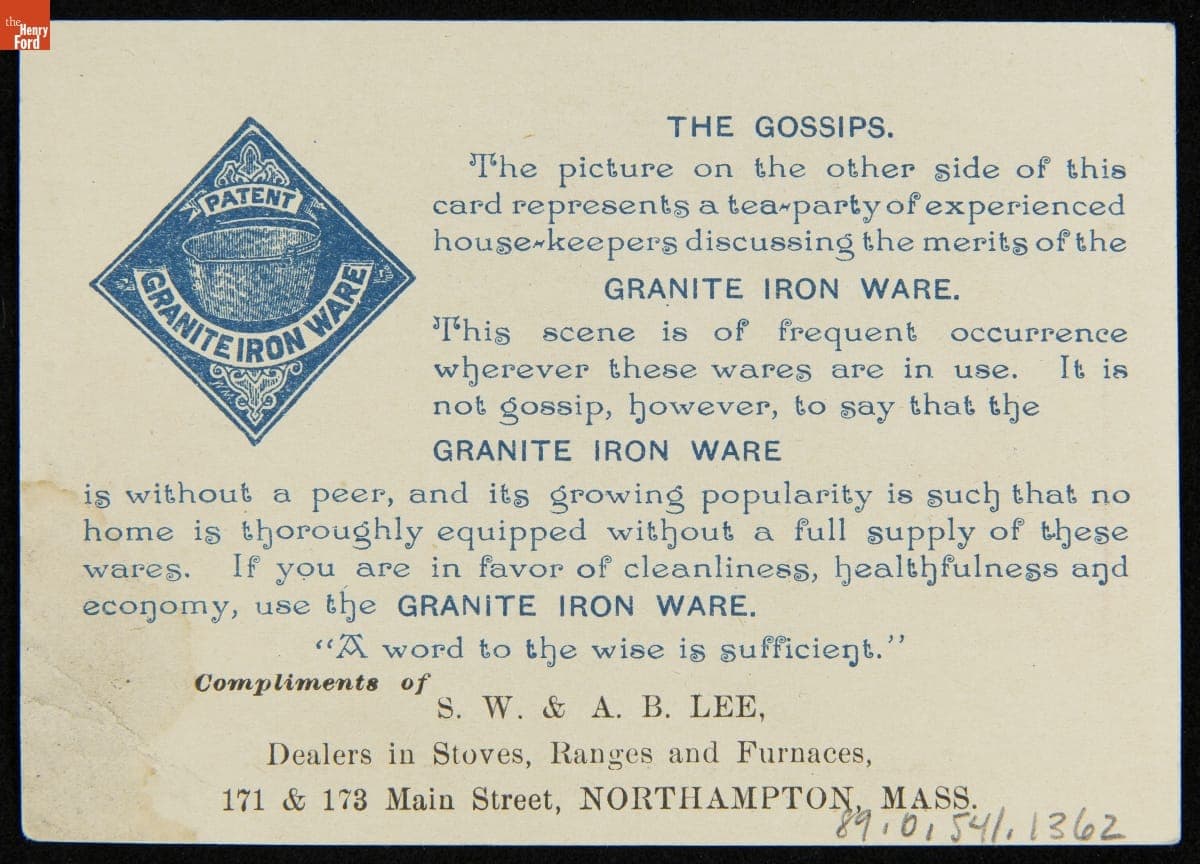 the
Henry
Ford
PATENT
GRANITE IRON WARE
THE GOSSIPS.
The picture on the other side of this
card represents a tea-party of experienced
house-keepers discussing the merits of the
GRANITE IRON WARE.
This scene is of frequent occurrence
wherever these wares are in use. It is
not gossip, however, to say that the
GRANITE IRON WARE
is without a peer, and its growing popularity is such that no
home is thoroughly equipped without a full supply of these
wares. If you are in favor of cleanliness, healthfulness and
economy, use the GRANITE IRON WARE.
“A word to the wise is sufficient.”
Compliments of
S. W. & A. B. LEE,
Dealers in Stoves, Ranges and Furnaces,
171 & 173 Main Street, NORTHAMPTON, MASS.
89.0.541.1362